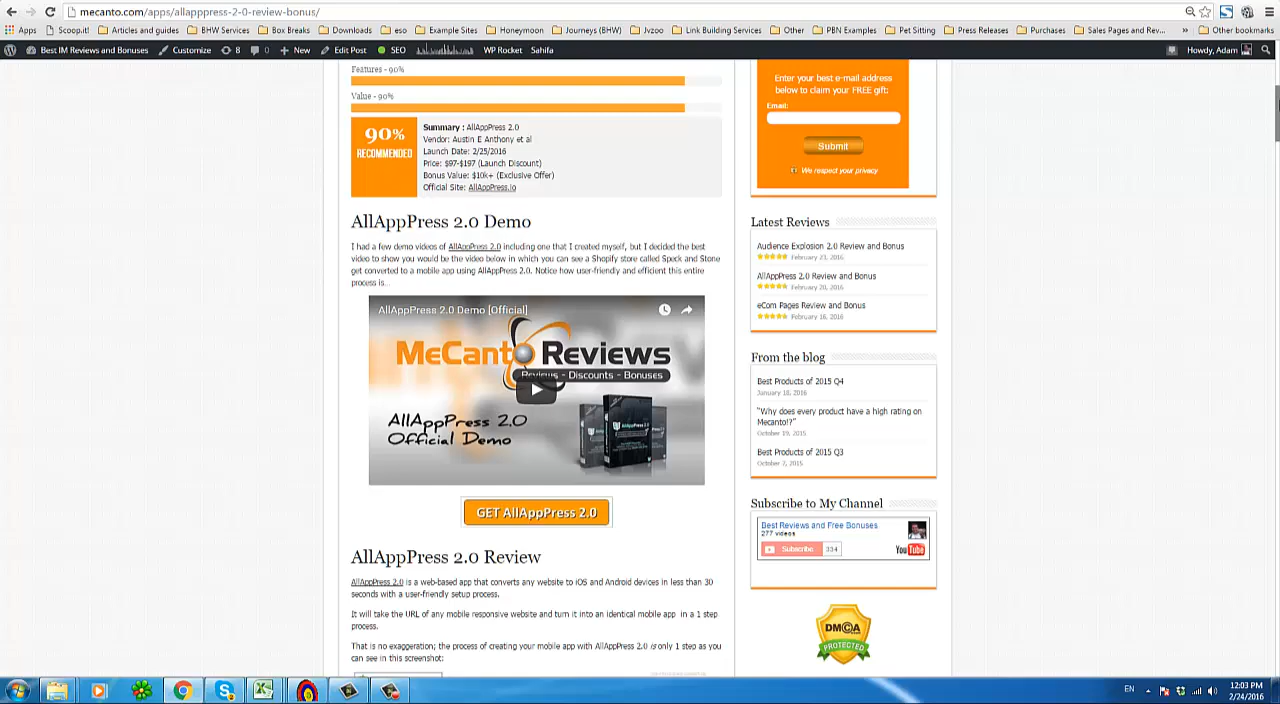 mecanto.com/apps/allapppress-2-0-review-bonus/
Apps Scoop.it! Articles and guides BHW Services Box Breaks Downloads eso Example Sites Honeymoon Journeys (BHW) Jvzoo Link Building Services Other PBN Examples Pet Sitting Press Releases Purchases Sales Pages and Rev... » Other bookmarks
Best IM Reviews and Bonuses Customize 8 0 New Edit Post SEO WP Rocket Sahifa Howdy, Adam
Features - 90%
Value - 90%
90%
RECOMMENDED
Summary : AllAppPress 2.0
Vendor: Austin E Anthony et al
Launch Date: 2/25/2016
Price: $97-$197 (Launch Discount)
Bonus Value: $10k+ (Exclusive Offer)
Official Site: AllAppPress.io
AllAppPress 2.0 Demo
I had a few demo videos of AllAppPress 2.0 including one that I created myself, but I decided the best
video to show you would be the video below in which you can see a Shopify store called Speck and Stone
get converted to a mobile app using AllAppPress 2.0. Notice how user-friendly and efficient this entire
process is...
AllAppPress 2.0 Demo [Official]
MeCanto Reviews
Reviews - Discounts - Bonuses
AllAppPress 2.0
Official Demo
AllAppPress 2.0
GET AllAppPress 2.0
AllAppPress 2.0 Review
AllAppPress 2.0 is a web-based app that converts any website to iOS and Android devices in less than 30
seconds with a user-friendly setup process.
It will take the URL of any mobile responsive website and turn it into an identical mobile app in a 1 step
process.
That is no exaggeration; the process of creating your mobile app with AllAppPress 2.0 is only 1 step as you
can see in this screenshot:
Enter your best e-mail address
below to claim your FREE gift:
Email:
Submit
We respect your privacy
Latest Reviews
Audience Explosion 2.0 Review and Bonus
February 23, 2016
AllAppPress 2.0 Review and Bonus
February 20, 2016
eCom Pages Review and Bonus
February 16, 2016
From the blog
Best Products of 2015 Q4
January 18, 2016
"Why does every product have a high rating on
Mecanto!?"
October 19, 2015
Best Products of 2015 Q3
October 2, 2015
Subscribe to My Channel
Best Reviews and Free Bonuses
277 videos
Subscribe 334
YouTube
DMCA
PROTECTED
EN
12:03 PM
2/24/2016